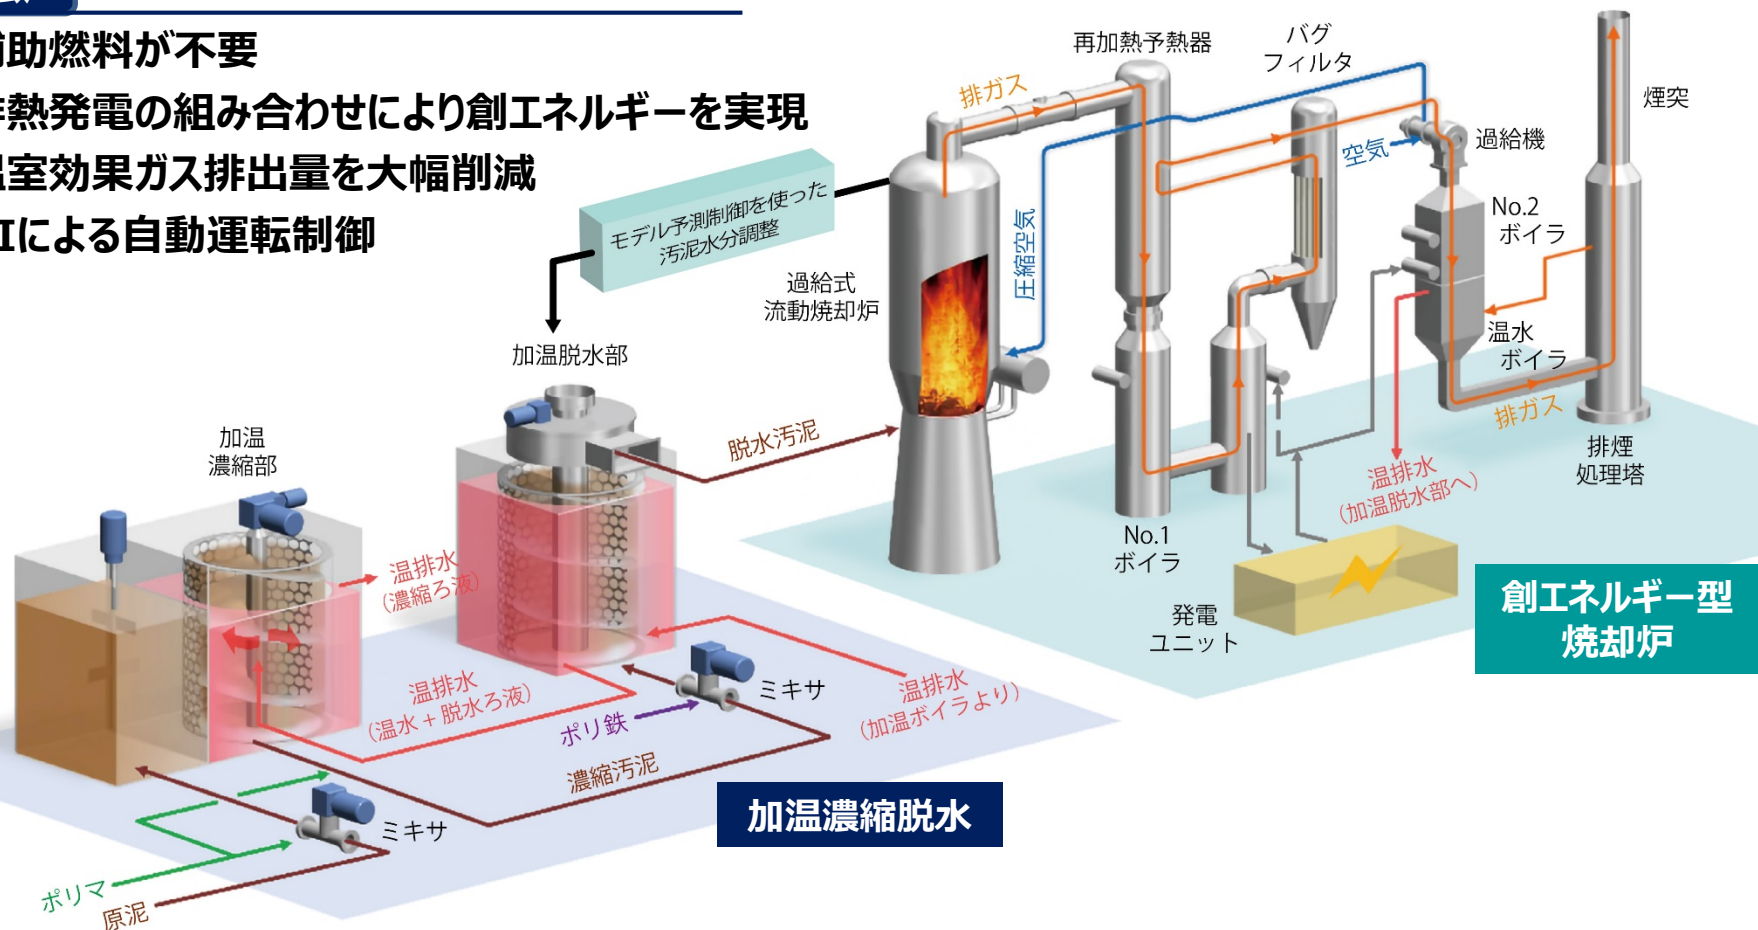 助燃料が不要
熱発電の組み合わせにより創エネルギーを実現
室効果ガス排出量を大幅削減
Iによる自動運転制御
再加熱予熱器
バグ
フィルタ
煙突
排ガス
過給機
空気
モデル予測制御を使った
汚泥水分調整
No.2
ボイラ
圧縮空気
過給式
流動焼却炉
加温脱水部
温水
ボイラ
排ガス
脱水汚泥
加温
濃縮部
排煙
処理塔
温排水
(加温脱水部へ)
No.1
ボイラ
温排水
(濃縮ろ液)
発電
ユニット
創エネルギー型
焼却炉
温排水
(温水+脱水ろ液)
ミキサ
温排水
(加温ボイラより)
ポリ鉄
濃縮汚泥
加温濃縮脱水
ミキサ
ポリマ
原泥